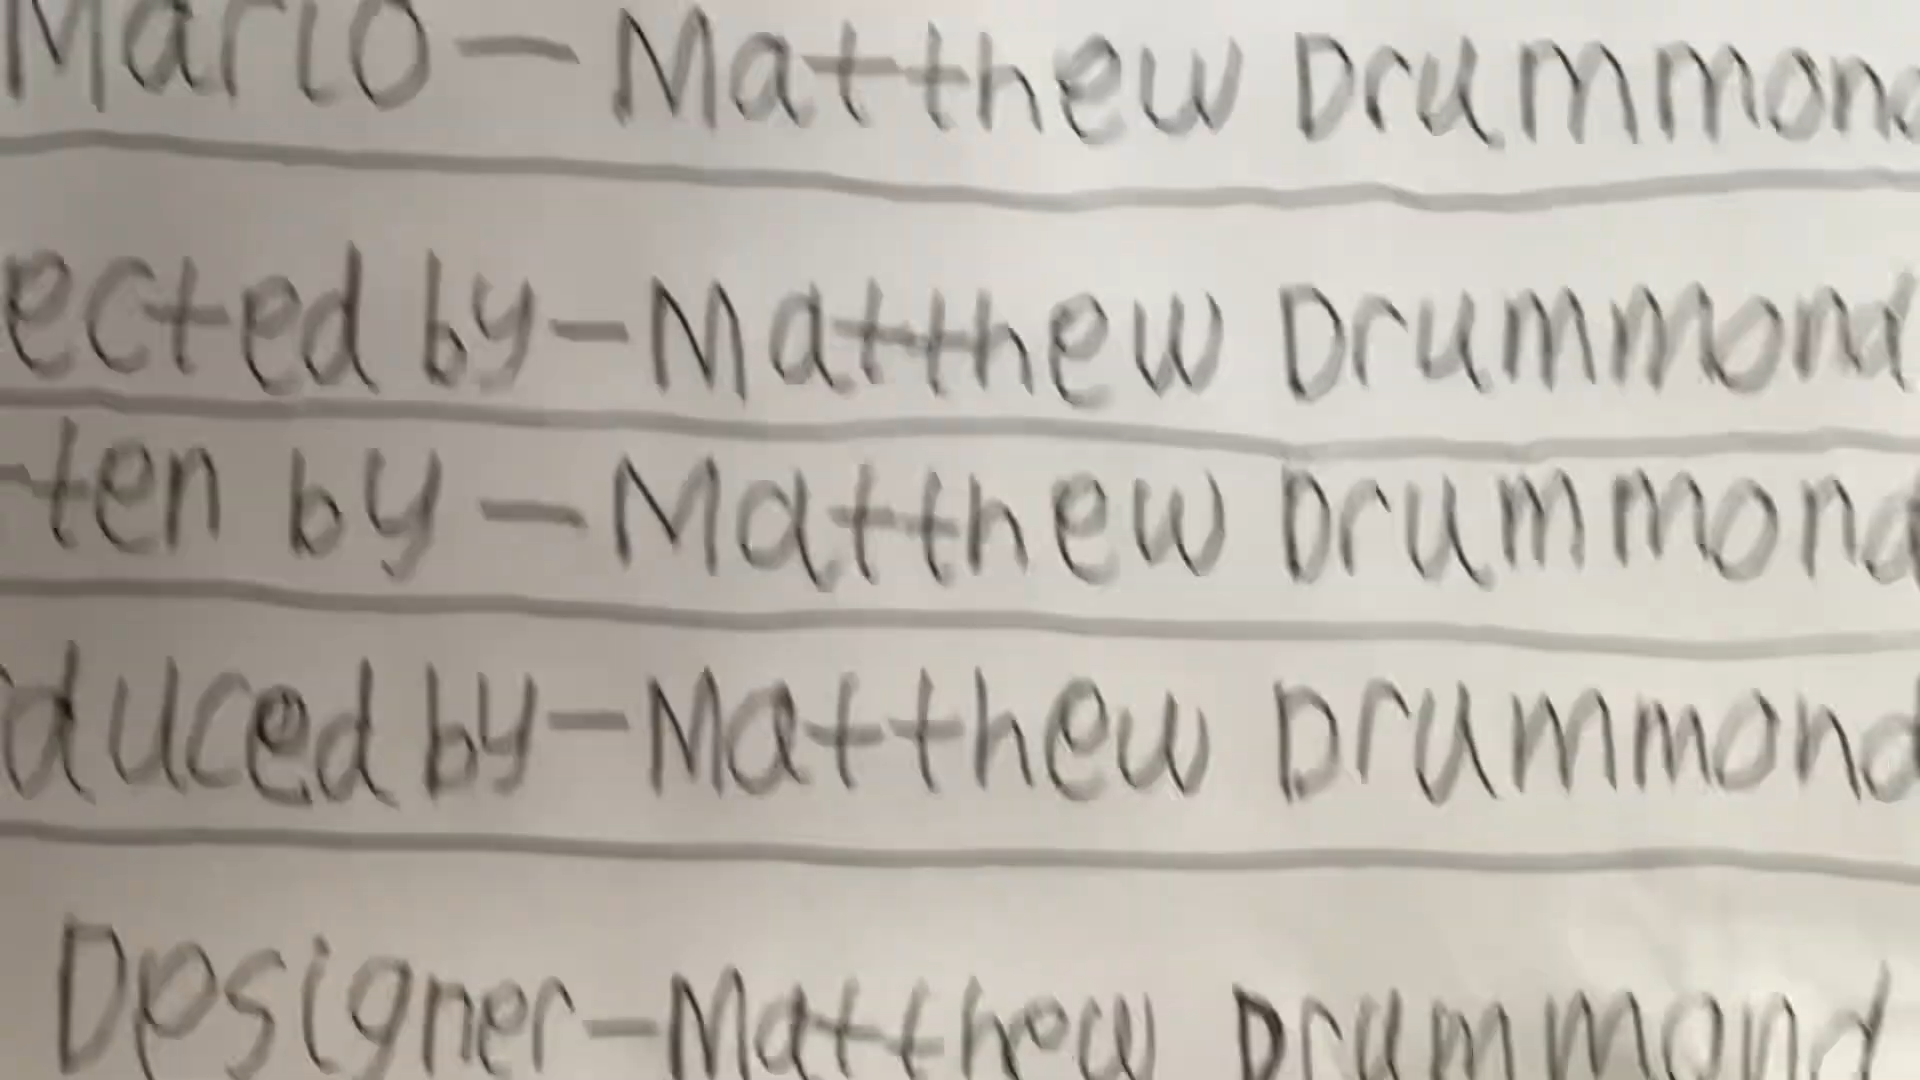 Mario - Matthew Drummond
ected by - Matthew Drummond
ten by - Matthew Drummond
duced by - Matthew Drummond
Designer - Matthew Drummond